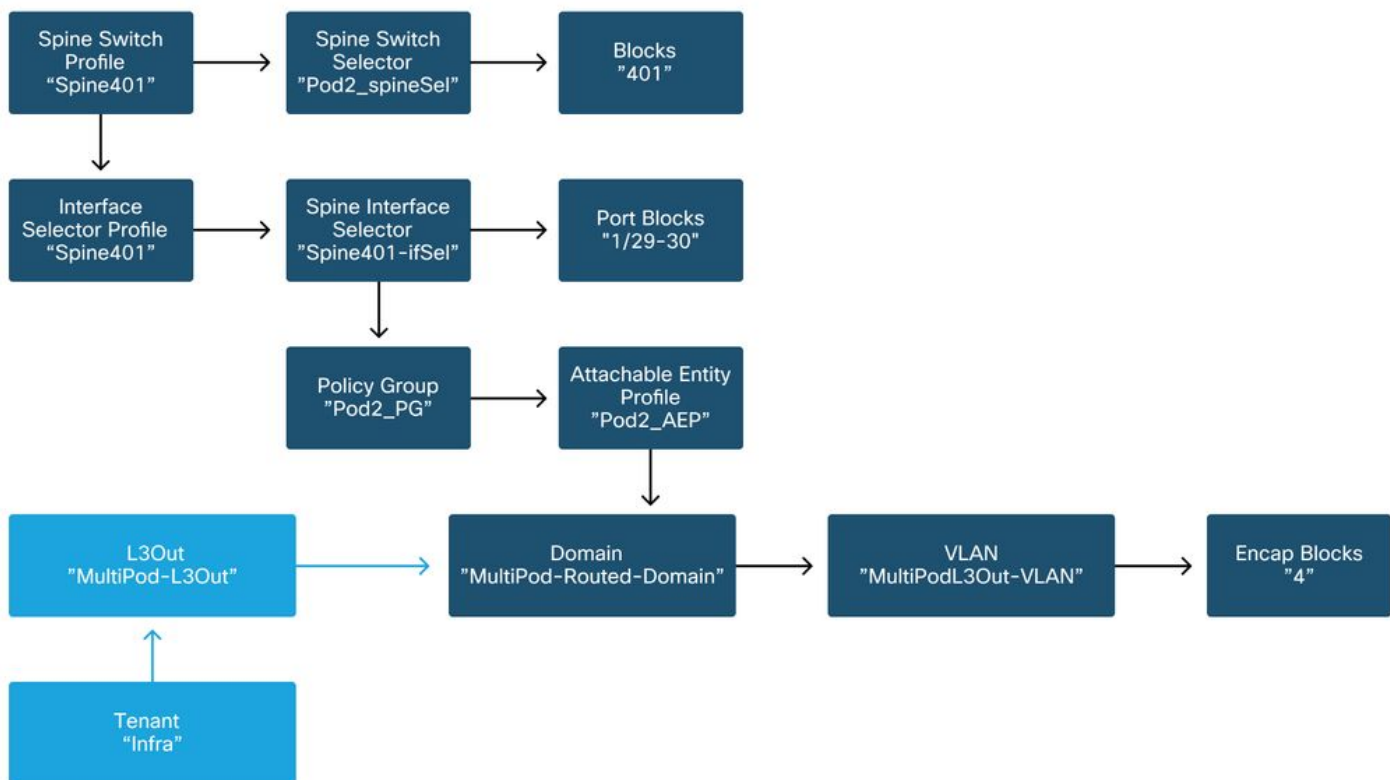 Spine Switch
Profile
“Spine401”
Spine Switch
Selector
”Pod2_spineSel”
Blocks
”401”
Interface
Selector Profile
“Spine401”
Spine Interface
Selector
”Spine401-ifSel”
Port Blocks
"1/29-30"
Policy Group
”Pod2_PG”
Attachable Entity
Profile
”Pod2_AEP”
L3Out
"MultiPod-L3Out"
Domain
"MultiPod-Routed-Domain"
VLAN
"MultiPodL3Out-VLAN"
Encap Blocks
"4"
Tenant
“Infra”